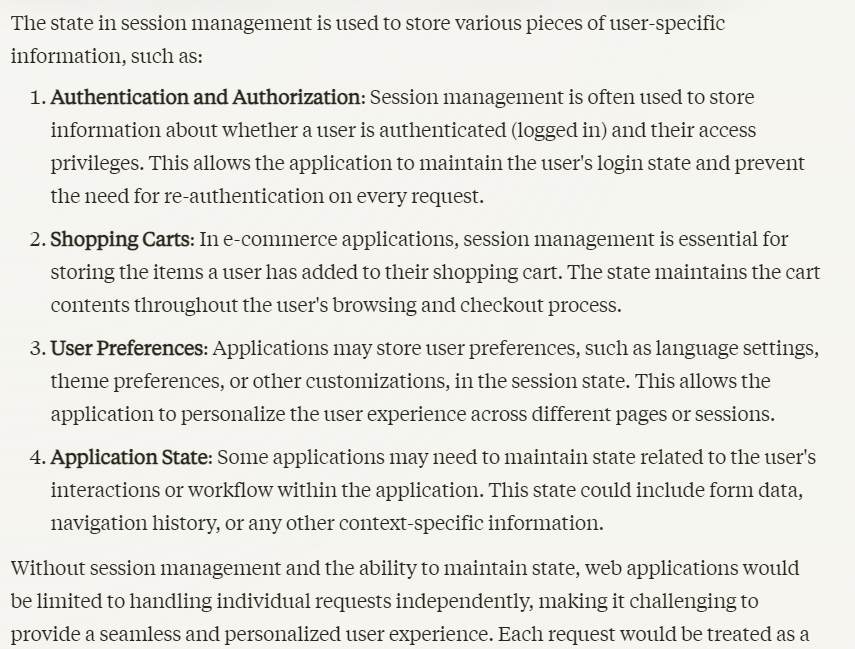 The state in session management is used to store various pieces of user-specific
information, such as:
1. Authentication and Authorization: Session management is often used to store
information about whether a user is authenticated (logged in) and their access
privileges. This allows the application to maintain the user's login state and prevent
the need for re-authentication on every request.
2. Shopping Carts: In e-commerce applications, session management is essential for
storing the items a user has added to their shopping cart. The state maintains the cart
contents throughout the user's browsing and checkout process.
3. User Preferences: Applications may store user preferences, such as language settings,
theme preferences, or other customizations, in the session state. This allows the
application to personalize the user experience across different pages or sessions.
4. Application State: Some applications may need to maintain state related to the user's
interactions or workflow within the application. This state could include form data,
navigation history, or any other context-specific information.
Without session management and the ability to maintain state, web applications would
be limited to handling individual requests independently, making it challenging to
provide a seamless and personalized user experience. Each request would be treated as a